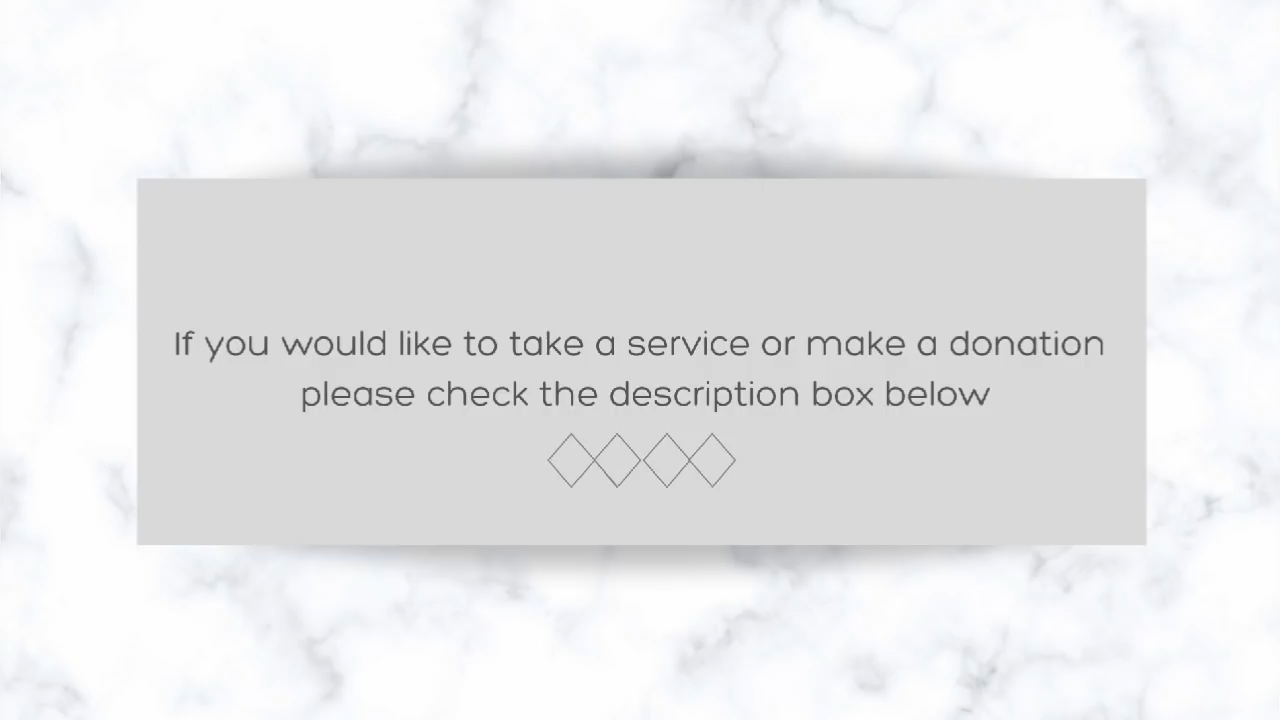 If you would like to take a service or make a donation
please check the description box below